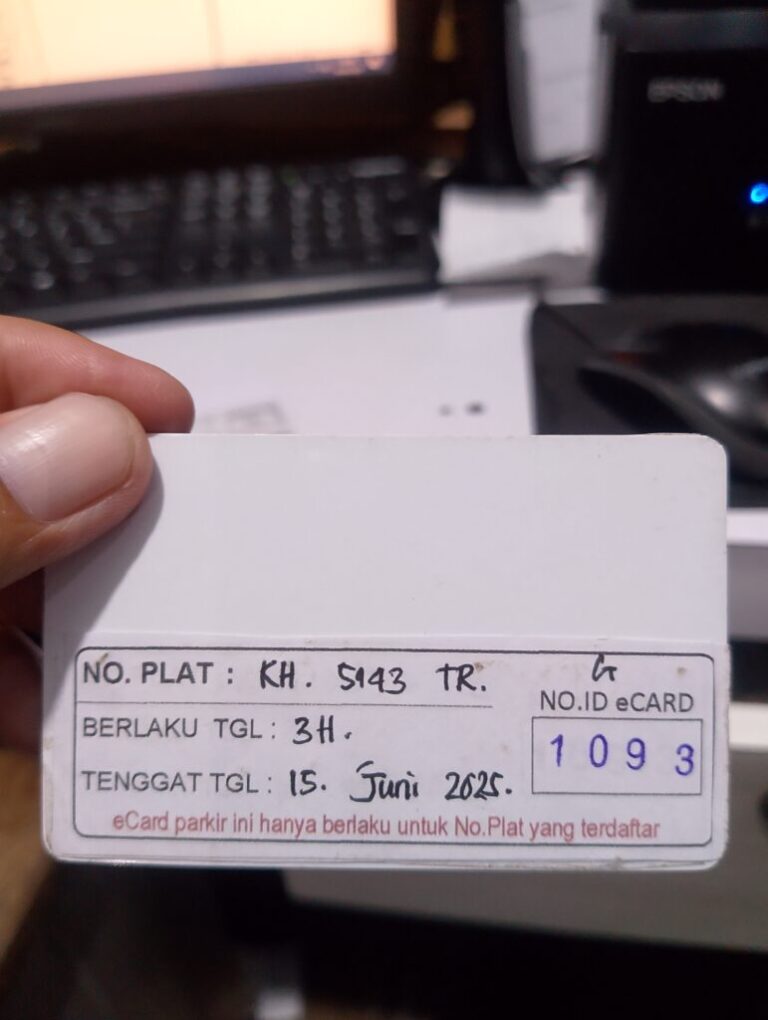 EPSON
NO. PLAT : KH. 5943 TR.
BERLAKU TGL : 3H.
TENGGAT TGL : 15. Juni 2025.
G
NO.ID eCARD
1093
eCard parkir ini hanya berlaku untuk No.Plat yang terdaftar